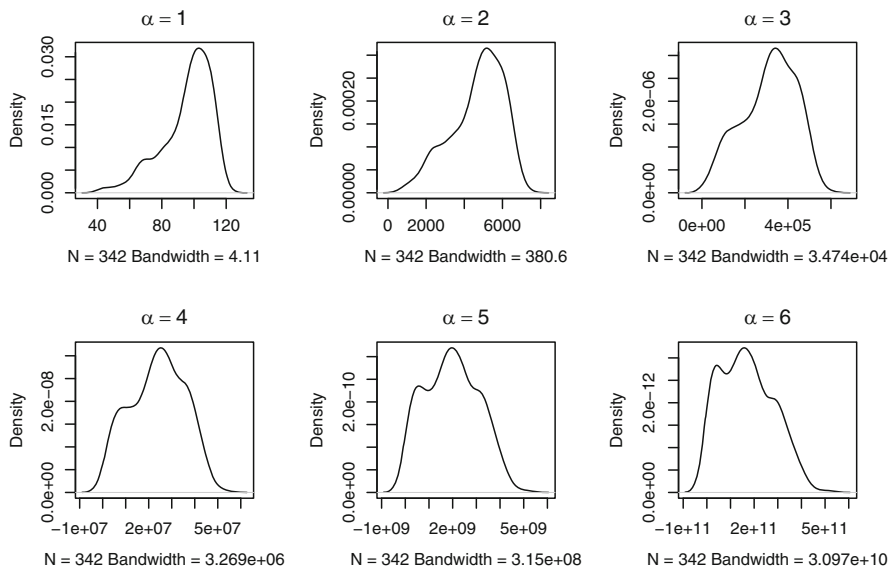 α = 1
Density
0.000 0.015 0.030
40 80 120
N = 342 Bandwidth = 4.11
α = 2
Density
0.00000 0.00020
0 2000 6000
N = 342 Bandwidth = 380.6
α = 3
Density
0.0e+00 2.0e−06
0e+00 4e+05
N = 342 Bandwidth = 3.474e+04
α = 4
Density
0.0e+00 2.0e−08
−1e+07 2e+07 5e+07
N = 342 Bandwidth = 3.269e+06
α = 5
Density
0.0e+00 2.0e−10
−1e+09 2e+09 5e+09
N = 342 Bandwidth = 3.15e+08
α = 6
Density
0.0e+00 2.0e−12
−1e+11 2e+11 5e+11
N = 342 Bandwidth = 3.097e+10